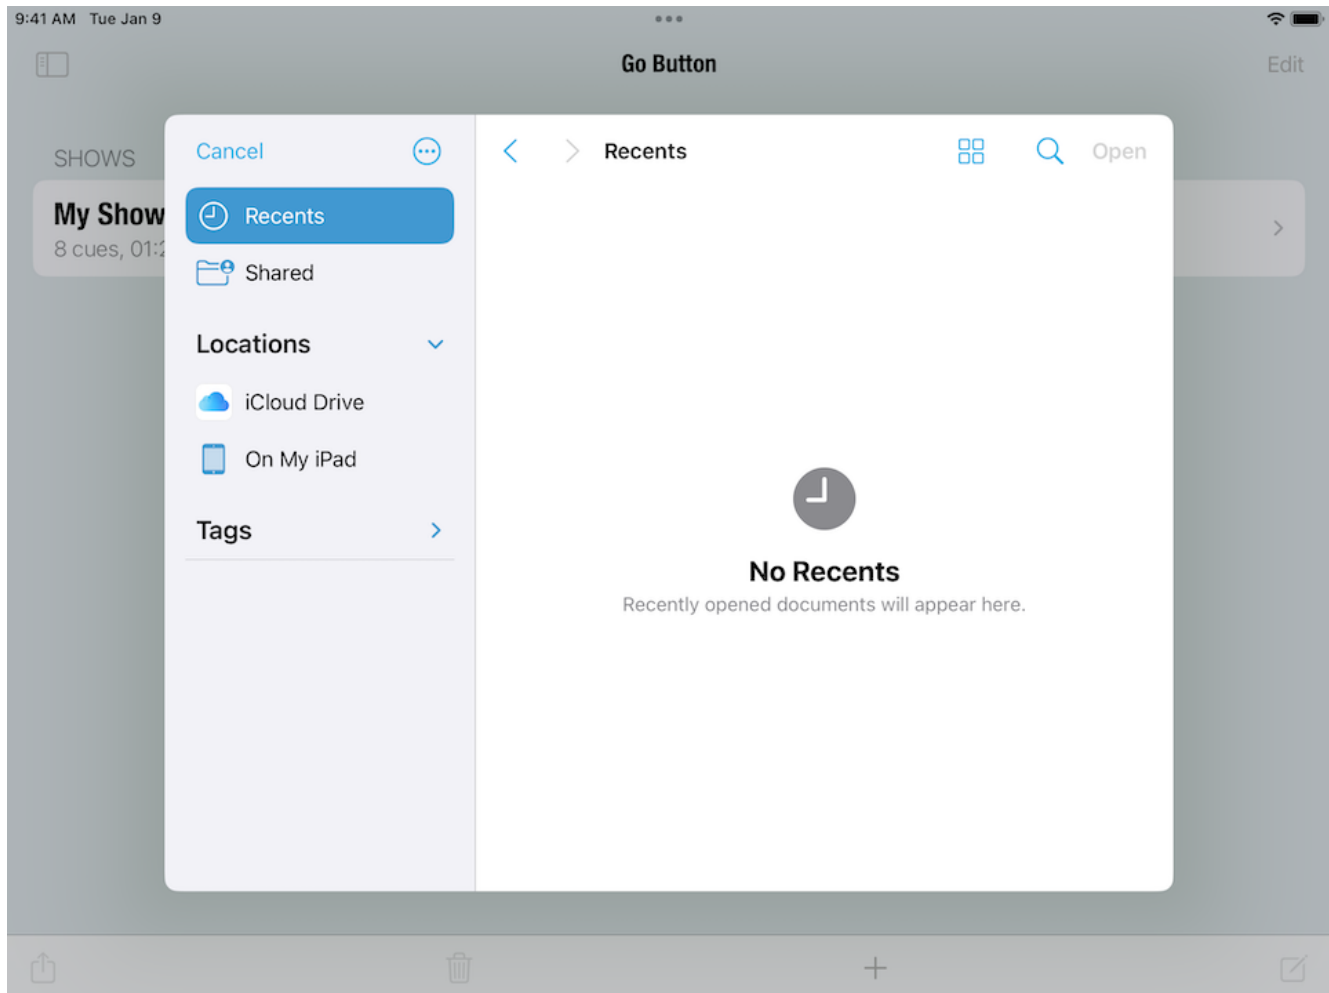 9:41 AM Tue Jan 9
Go Button
Edit
SHOWS
My Show
8 cues, 01:2
Cancel
Recents
Shared
Locations
iCloud Drive
On My iPad
Tags
Recents
Open
No Recents
Recently opened documents will appear here.